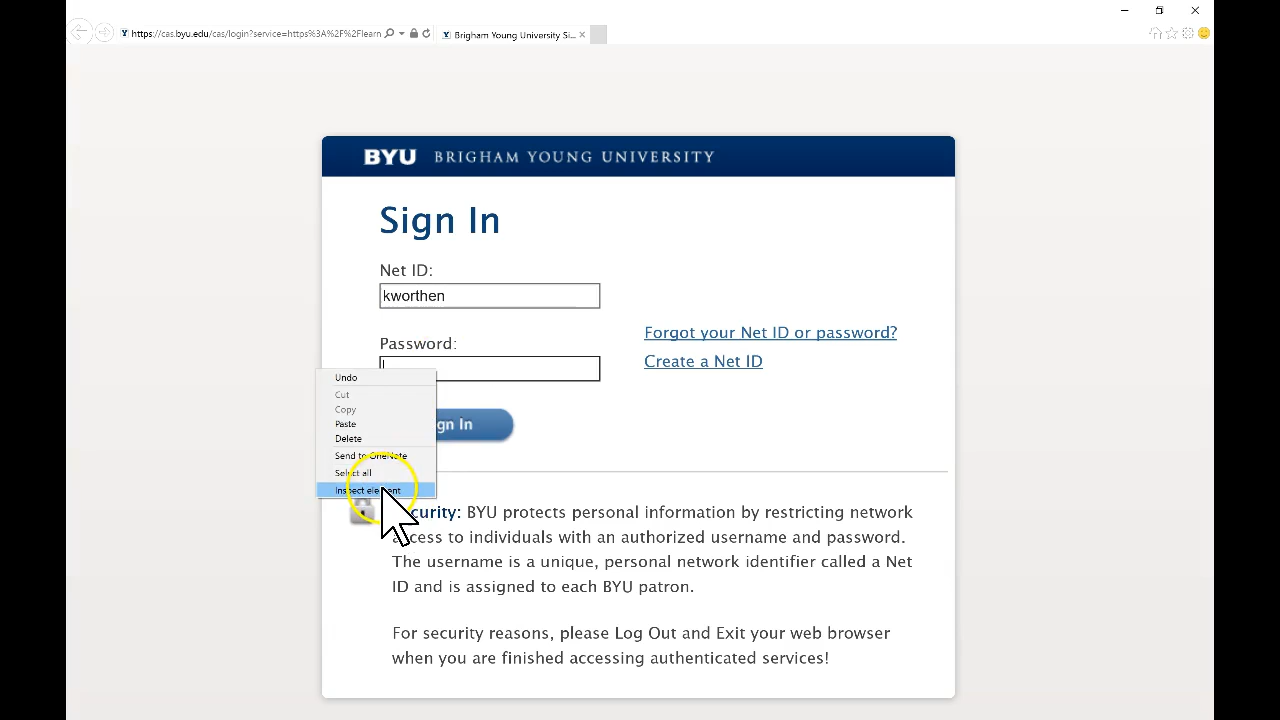 https://cas.byu.edu/cas/login?service=https%3A%2F%2Flearn
Brigham Young University Si...
BYU BRIGHAM YOUNG UNIVERSITY
Sign In
Net ID:
kworthen
Forgot your Net ID or password?
Password:
Create a Net ID
Undo
Cut
Copy
Paste
gn In
Delete
Send to OneNote
Select all
Inspect element
curity: BYU protects personal information by restricting network
access to individuals with an authorized username and password.
The username is a unique, personal network identifier called a Net
ID and is assigned to each BYU patron.
For security reasons, please Log Out and Exit your web browser
when you are finished accessing authenticated services!